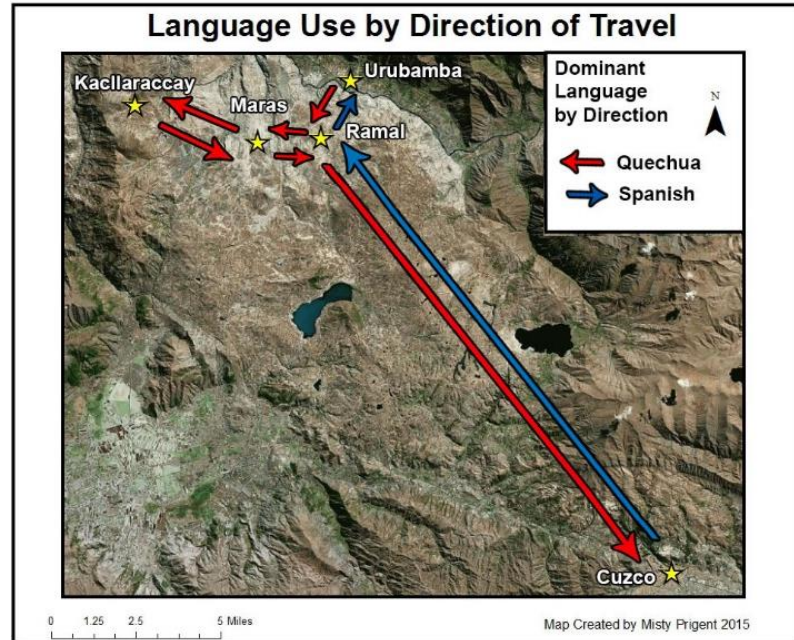 Language Use by Direction of Travel
Kacllaraccay
Maras
Urubamba
Ramal
Cuzco
Dominant
Language
by Direction
N
Quechua
Spanish
0 1.25 2.5 5 Miles
Map Created by Misty Prigent 2015